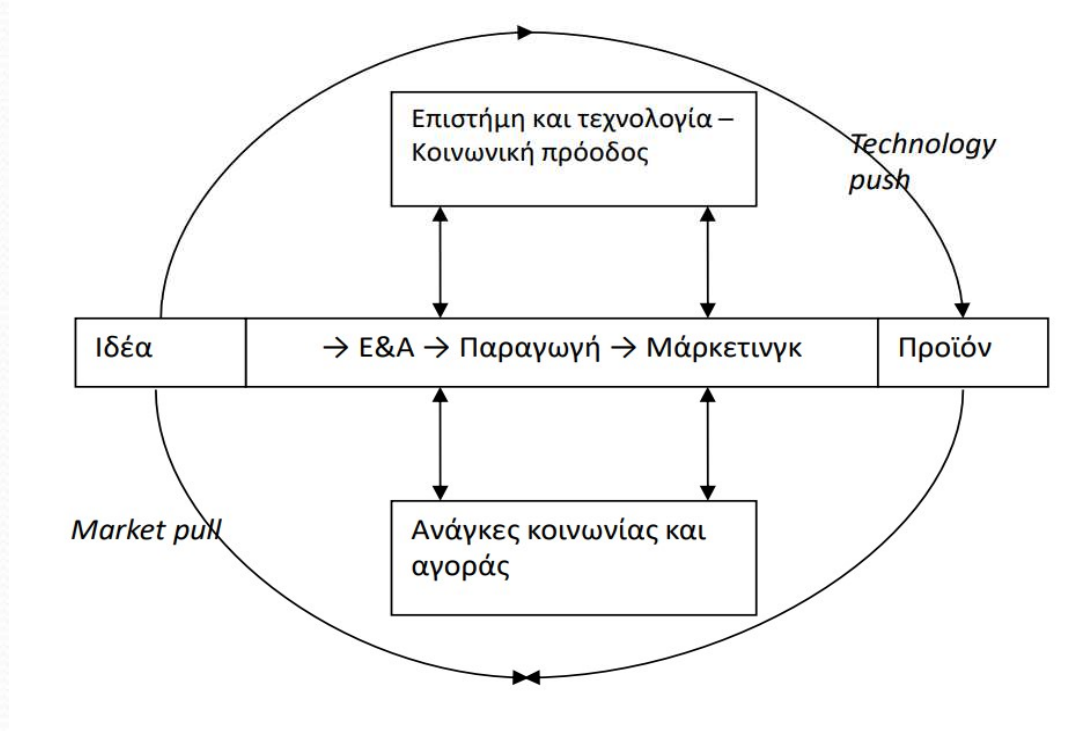 Επιστήμη και τεχνολογία –
Κοινωνική πρόοδος
Technology
push
Ιδέα
→ Ε&Α → Παραγωγή → Μάρκετινγκ
Προϊόν
Market pull
Ανάγκες κοινωνίας και
αγοράς